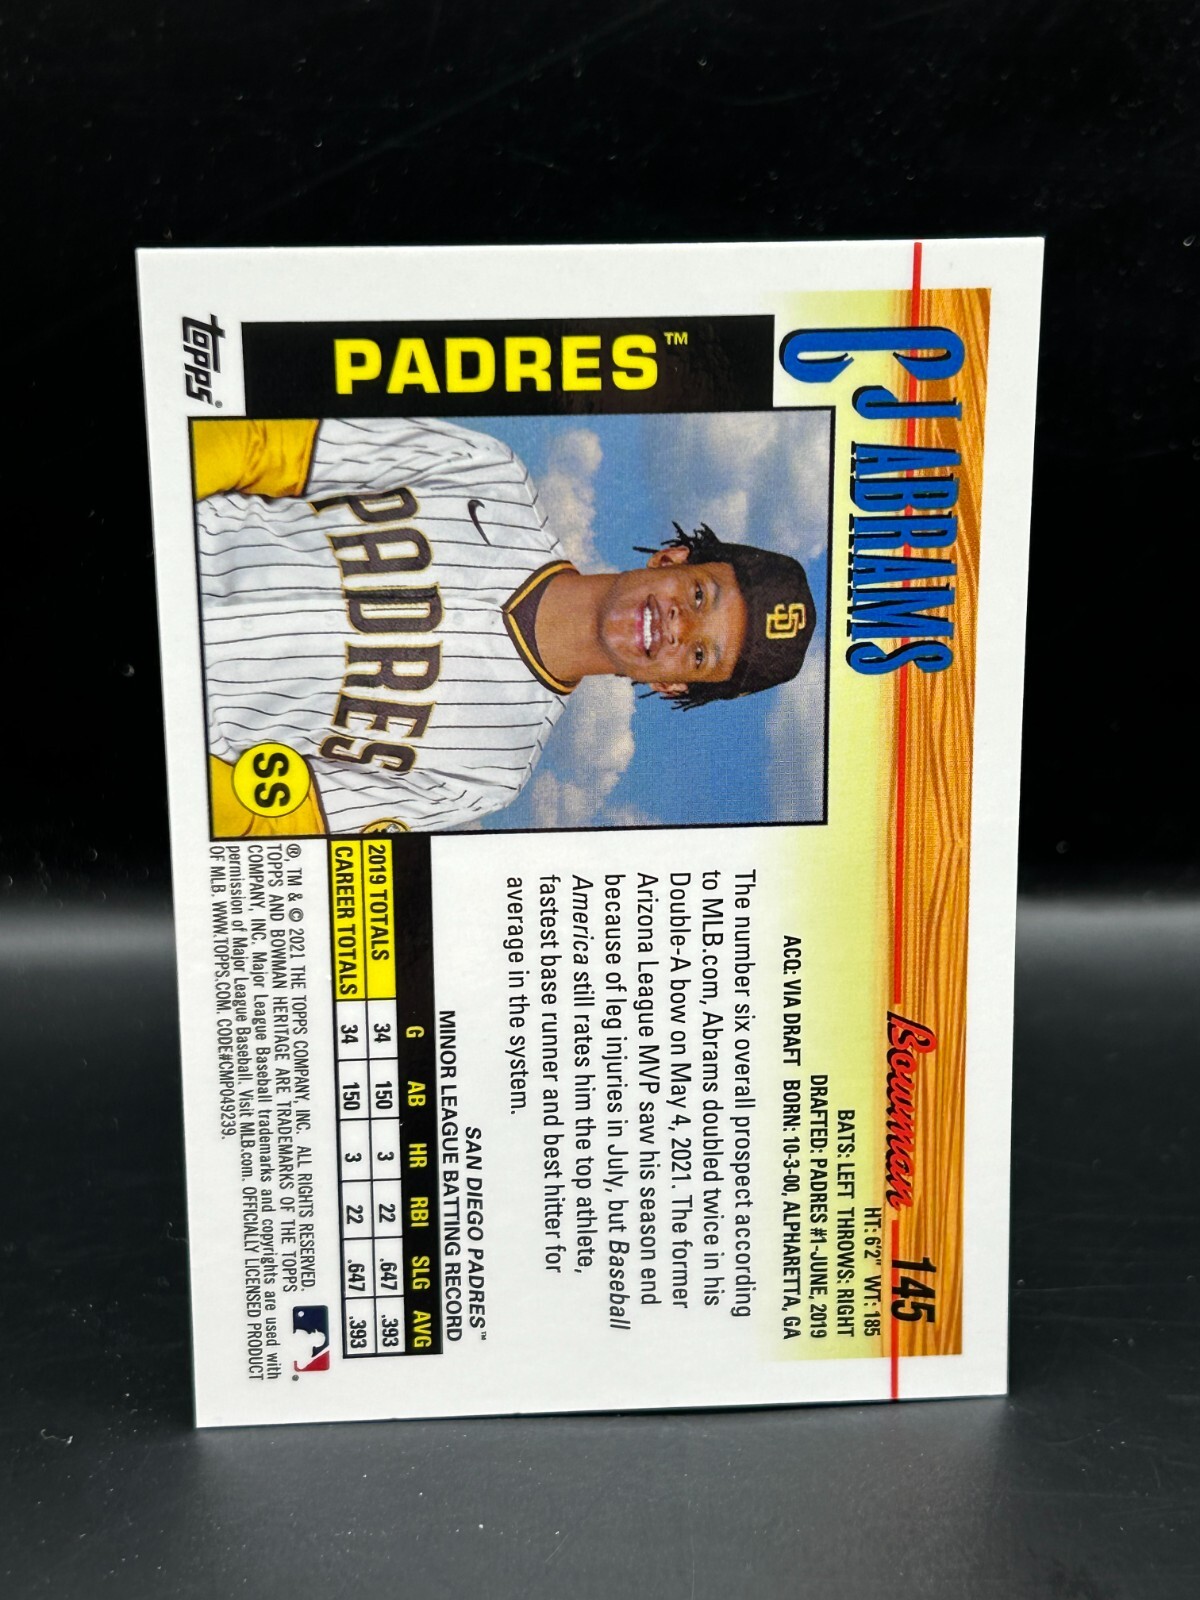 CJ ABRAMS
Bowman 145
HT: 6'2" WT: 185
BATS: LEFT THROWS: RIGHT
DRAFTED: PADRES #1-JUNE, 2019
ACQ: VIA DRAFT BORN: 10-3-00, ALPHARETTA, GA
PADRES™
SD
PADRES
SS
The number six overall prospect according
to MLB.com, Abrams doubled twice in his
Double-A bow on May 4, 2021. The former
Arizona League MVP saw his season end
because of leg injuries in July, but Baseball
America still rates him the top athlete,
fastest base runner and best hitter for
average in the system.
SAN DIEGO PADRES™
MINOR LEAGUE BATTING RECORD
G AB HR RBI SLG AVG
2019 TOTALS 34 150 3 22 .647 .393
CAREER TOTALS 34 150 3 22 .647 .393
®, TM & © 2021 THE TOPPS COMPANY, INC. ALL RIGHTS RESERVED.
TOPPS AND BOWMAN HERITAGE ARE TRADEMARKS OF THE TOPPS
COMPANY, INC. Major League Baseball trademarks and copyrights are used with
permission of Major League Baseball. Visit MLB.com. OFFICIALLY LICENSED PRODUCT
OF MLB. WWW.TOPPS.COM. CODE#CMP049239.
topps®